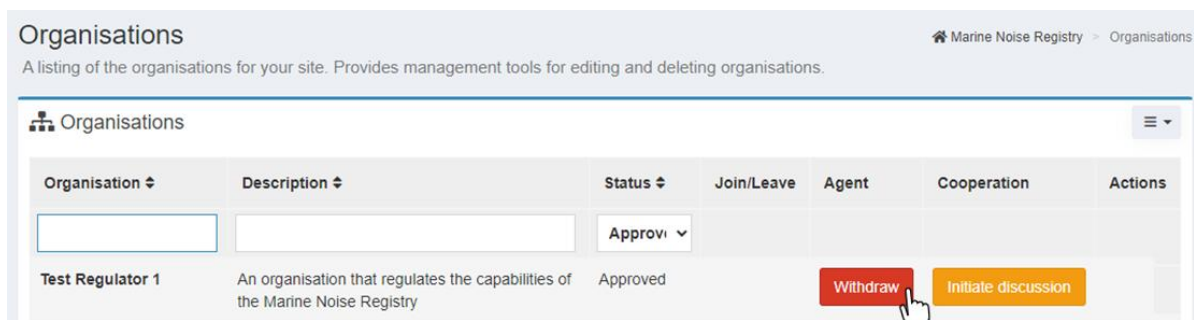 Organisations
Marine Noise Registry > Organisations
A listing of the organisations for your site. Provides management tools for editing and deleting organisations.
Organisations
Organisation Description Status Join/Leave Agent Cooperation Actions
Approv
Test Regulator 1 An organisation that regulates the capabilities of Approved Withdraw Initiate discussion
the Marine Noise Registry